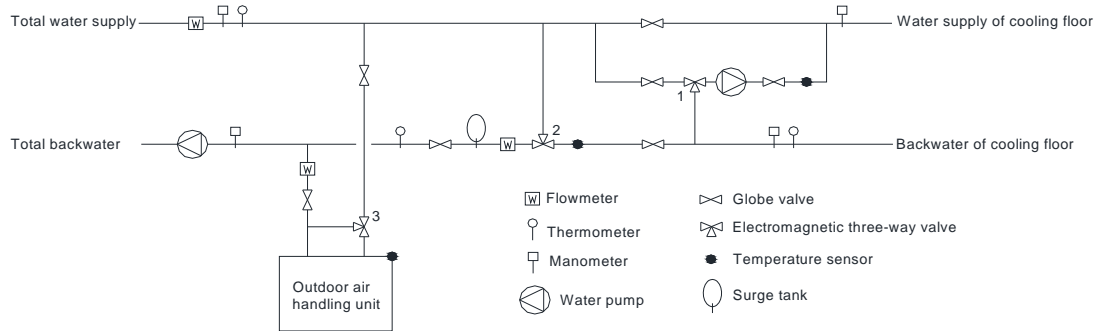 Total water supply
W
Water supply of cooling floor
1
2
Total backwater
W
Backwater of cooling floor
W
3
W Flowmeter
Globe valve
Thermometer
Electromagnetic three-way valve
Manometer
Temperature sensor
Water pump
Surge tank
Outdoor air
handling unit